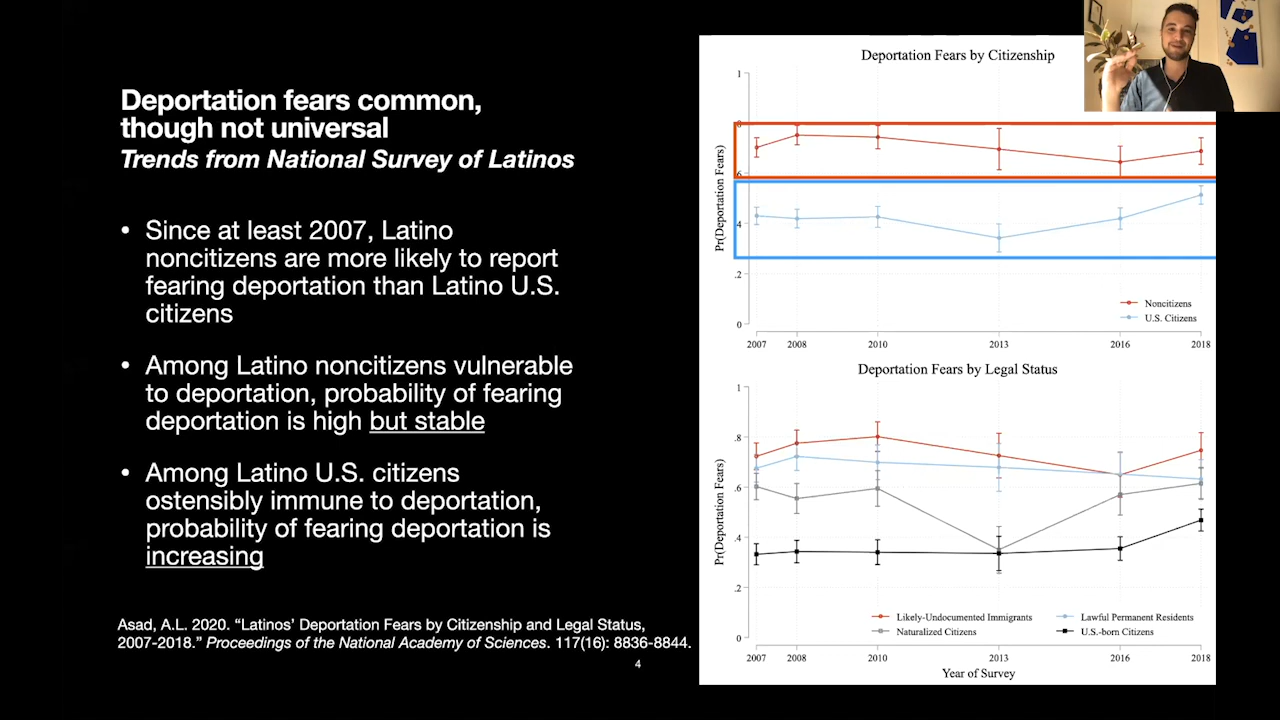 Deportation fears common,
though not universal
Trends from National Survey of Latinos
• Since at least 2007, Latino
noncitizens are more likely to report
fearing deportation than Latino U.S.
citizens
• Among Latino noncitizens vulnerable
to deportation, probability of fearing
deportation is high but stable
• Among Latino U.S. citizens
ostensibly immune to deportation,
probability of fearing deportation is
increasing
Asad, A.L. 2020. “Latinos’ Deportation Fears by Citizenship and Legal Status,
2007-2018.” Proceedings of the National Academy of Sciences. 117(16): 8836-8844.
4
Deportation Fears by Citizenship
Pr(Deportation Fears)
1
.8
.6
.4
.2
0
Noncitizens
U.S. Citizens
2007 2008 2010 2013 2016 2018
Deportation Fears by Legal Status
Pr(Deportation Fears)
1
.8
.6
.4
.2
0
Likely-Undocumented Immigrants Lawful Permanent Residents
Naturalized Citizens U.S.-born Citizens
2007 2008 2010 2013 2016 2018
Year of Survey